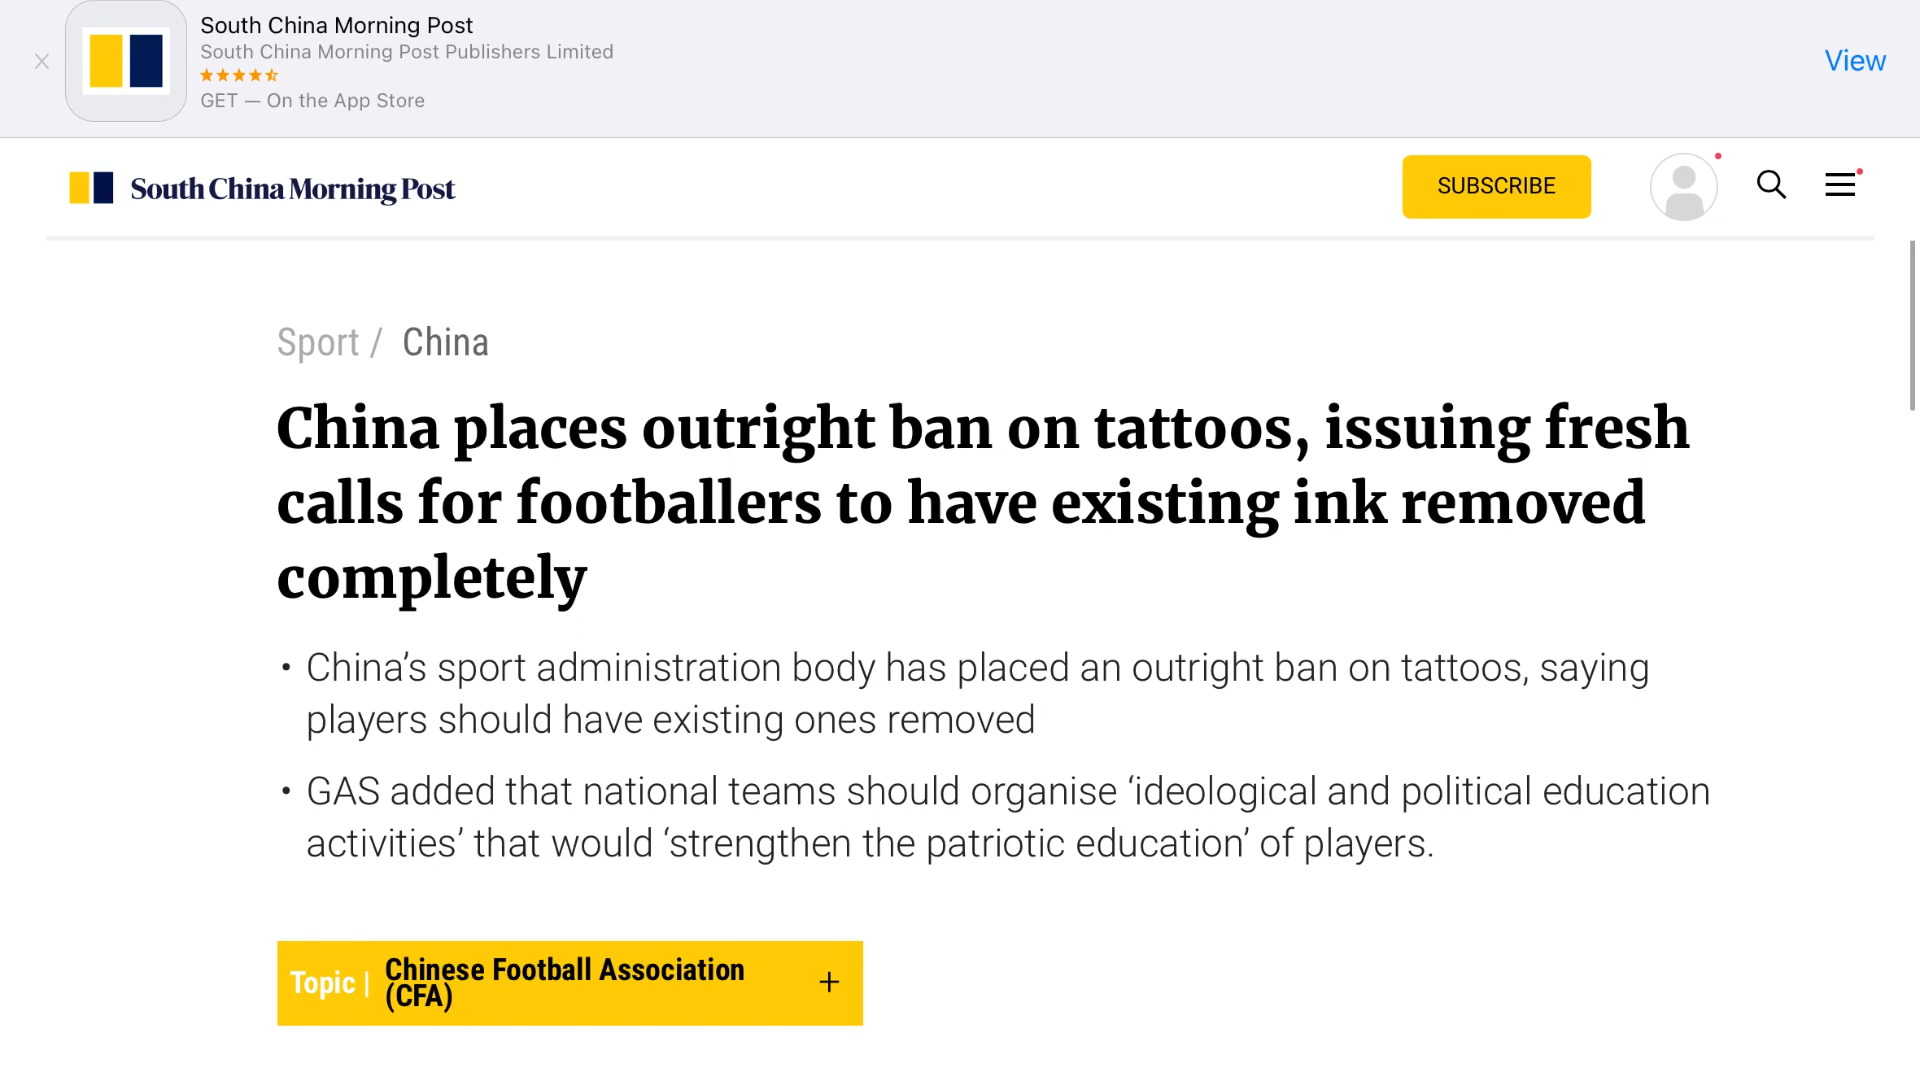 South China Morning Post
South China Morning Post Publishers Limited
GET — On the App Store
View
South China Morning Post
SUBSCRIBE
Sport / China
China places outright ban on tattoos, issuing fresh
calls for footballers to have existing ink removed
completely
• China’s sport administration body has placed an outright ban on tattoos, saying
players should have existing ones removed
• GAS added that national teams should organise ‘ideological and political education
activities’ that would ‘strengthen the patriotic education’ of players.
Topic | Chinese Football Association
(CFA) +